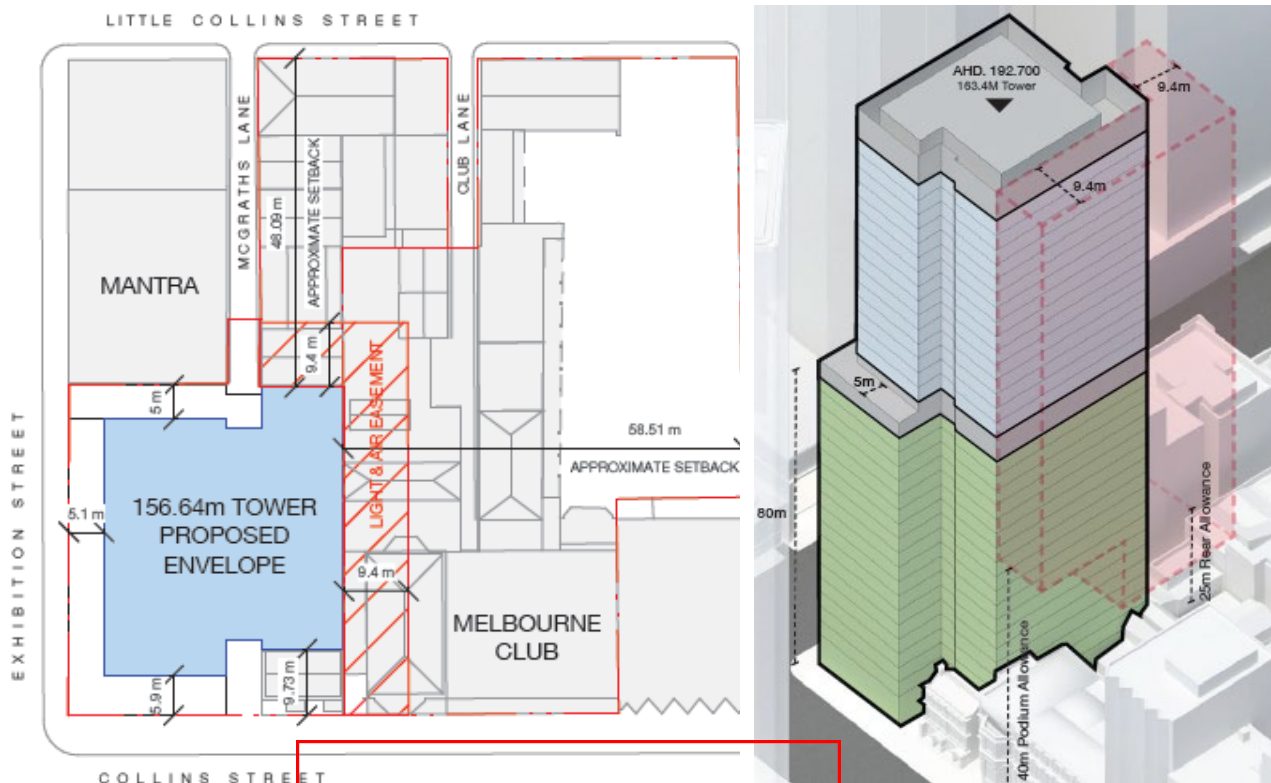 LITTLE COLLINS STREET
MCGRATHS LANE
CLUB LANE
48.09 m
APPROXIMATE SETBACK
MANTRA
9.4 m
5 m
LIGHT & AIR EASEMENT
58.51 m
APPROXIMATE SETBACK
EXHIBITION STREET
5.1 m
156.64m TOWER
PROPOSED
ENVELOPE
9.4 m
MELBOURNE
CLUB
5.9 m
9.73 m
COLLINS STREET
AHD. 192.700
163.4M Tower
9.4m
9.4m
5m
80m
25m Rear Allowance
40m Podium Allowance